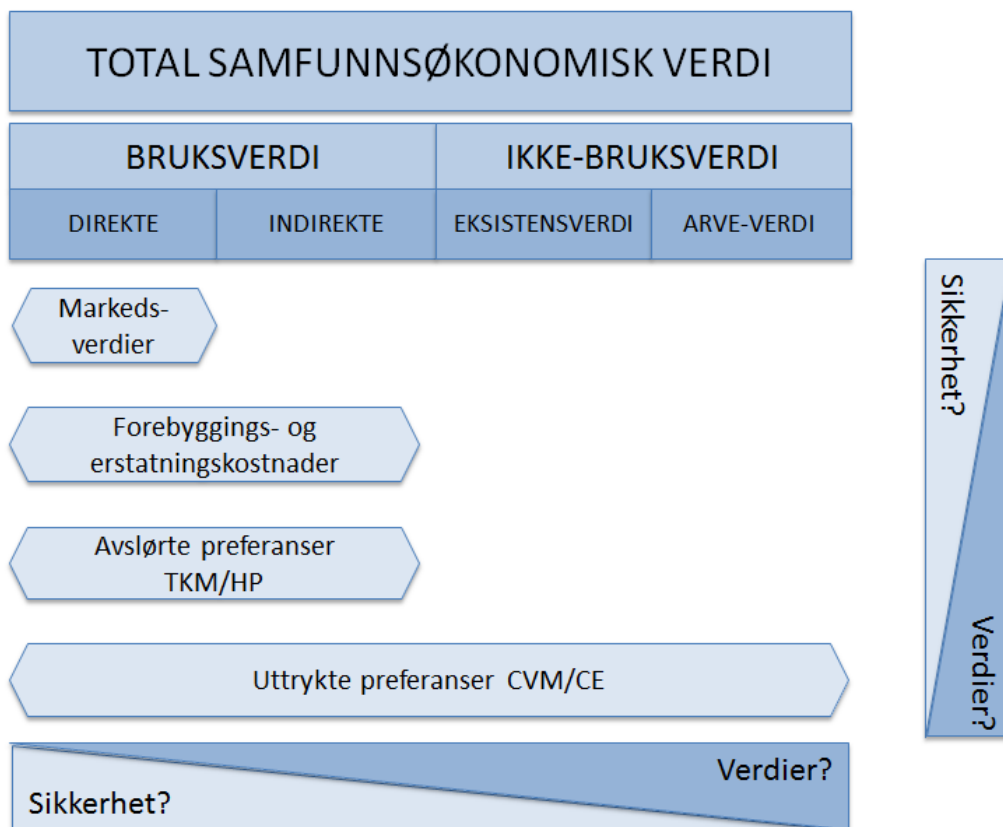 TOTAL SAMFUNNSØKONOMISK VERDI
BRUKSVERDI
IKKE-BRUKSVERDI
DIREKTE
INDIREKTE
EKSISTENSVERDI
ARVE-VERDI
Markeds-
verdier
Forebyggings- og
erstatningskostnader
Avslørte preferanser
TKM/HP
Uttrykte preferanser CVM/CE
Verdier?
Sikkerhet?
Sikkerhet?
Verdier?